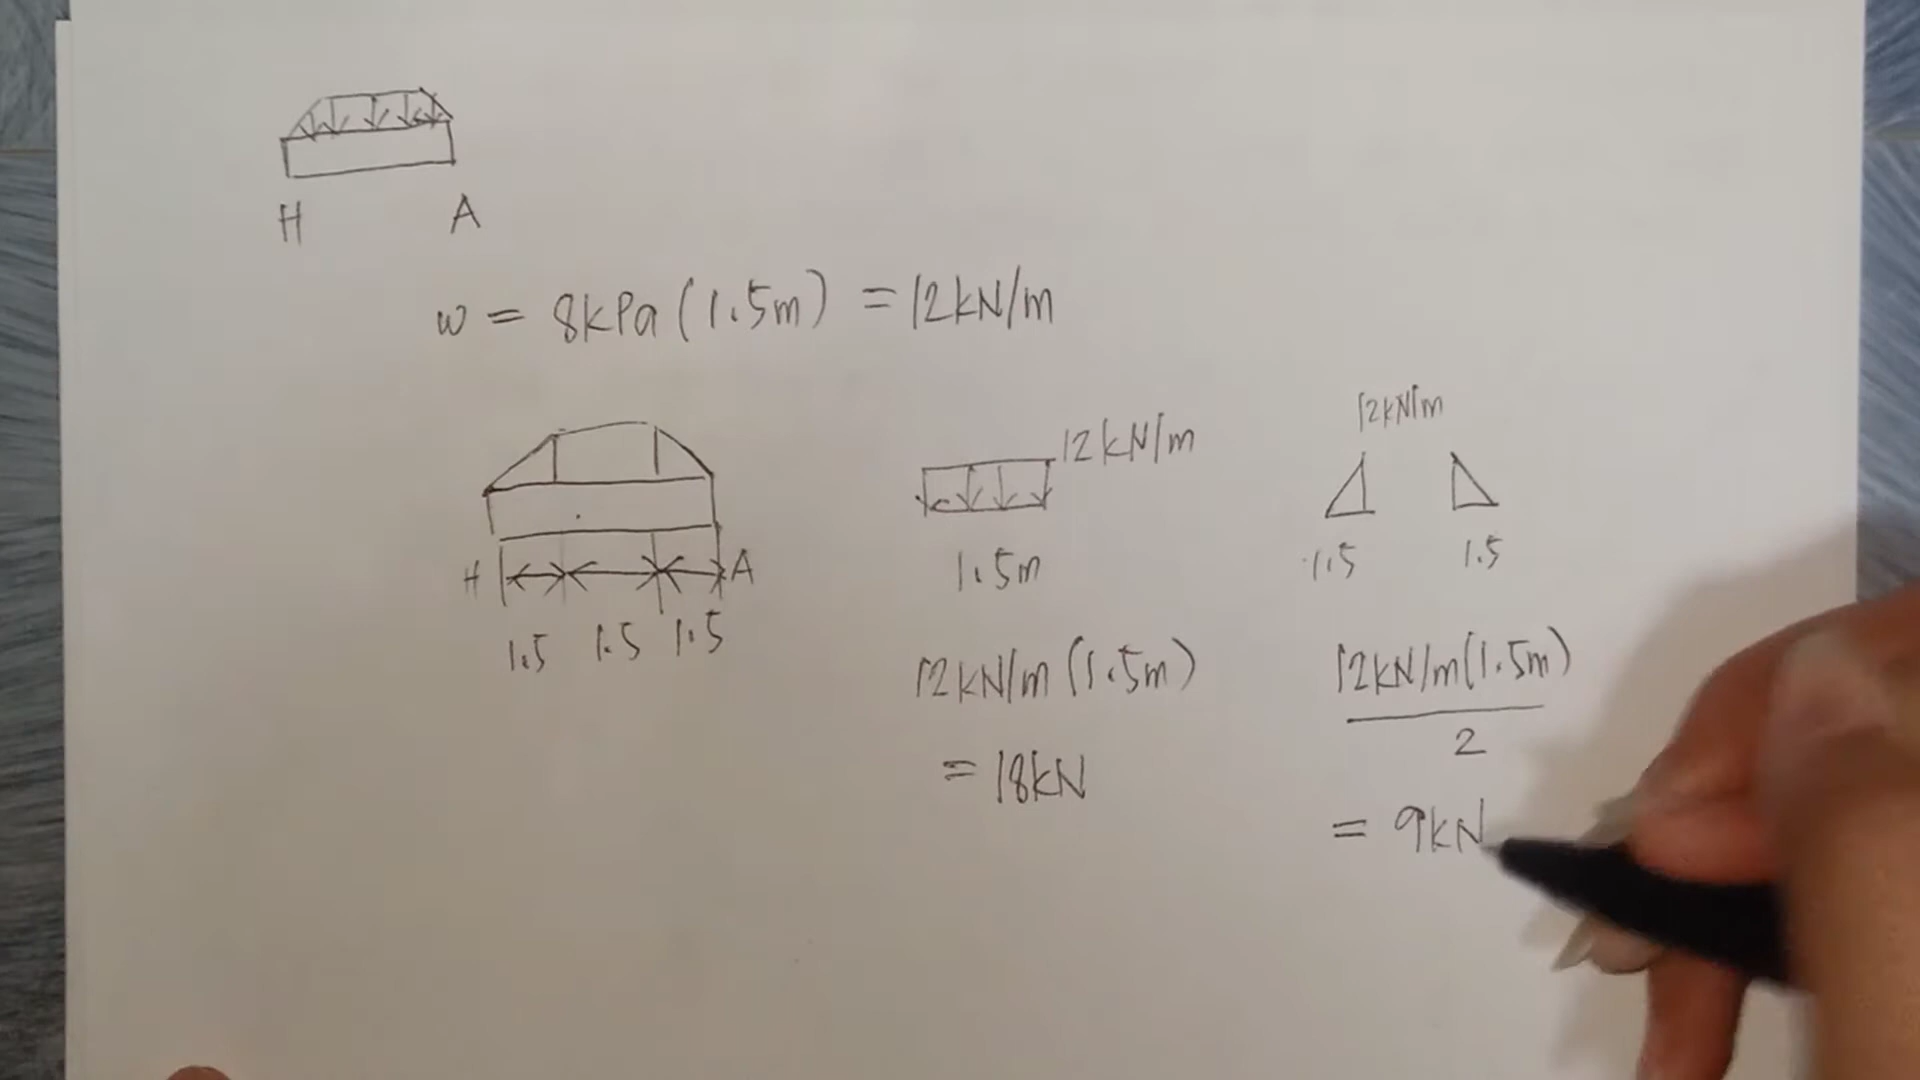 H A
w = 8kPa (1.5m) = 12kN/m
H A
1.5 1.5 1.5
12kN/m
1.5m
12kN/m (1.5m)
= 18kN
12kN/m
1.5 1.5
12kN/m(1.5m)
2
= 9kN